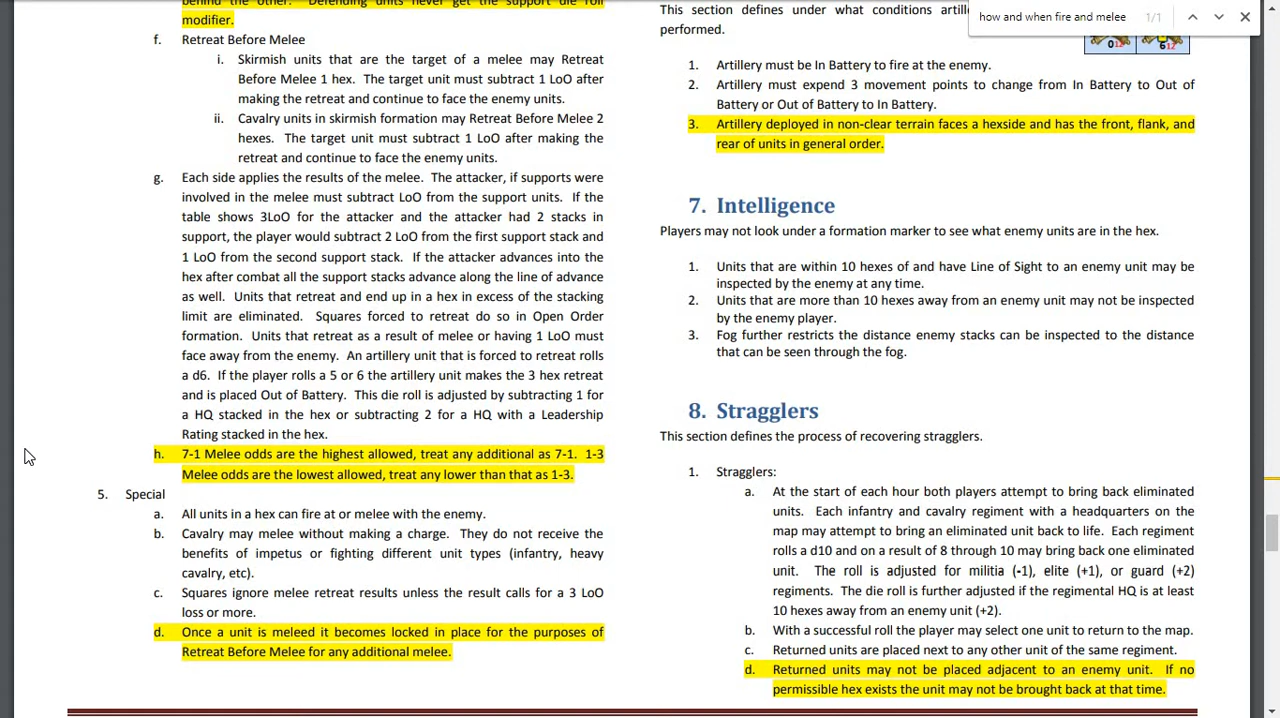 behind the other. Defending units never get the support die roll
modifier.
f. Retreat Before Melee
i. Skirmish units that are the target of a melee may Retreat
Before Melee 1 hex. The target unit must subtract 1 LoO after
making the retreat and continue to face the enemy units.
ii. Cavalry units in skirmish formation may Retreat Before Melee 2
hexes. The target unit must subtract 1 LoO after making the
retreat and continue to face the enemy units.
g. Each side applies the results of the melee. The attacker, if supports were
involved in the melee must subtract LoO from the support units. If the
table shows 3LoO for the attacker and the attacker had 2 stacks in
support, the player would subtract 2 LoO from the first support stack and
1 LoO from the second support stack. If the attacker advances into the
hex after combat all the support stacks advance along the line of advance
as well. Units that retreat and end up in a hex in excess of the stacking
limit are eliminated. Squares forced to retreat do so in Open Order
formation. Units that retreat as a result of melee or having 1 LoO must
face away from the enemy. An artillery unit that is forced to retreat rolls
a d6. If the player rolls a 5 or 6 the artillery unit makes the 3 hex retreat
and is placed Out of Battery. This die roll is adjusted by subtracting 1 for
a HQ stacked in the hex or subtracting 2 for a HQ with a Leadership
Rating stacked in the hex.
h. 7-1 Melee odds are the highest allowed, treat any additional as 7-1. 1-3
Melee odds are the lowest allowed, treat any lower than that as 1-3.
5. Special
a. All units in a hex can fire at or melee with the enemy.
b. Cavalry may melee without making a charge. They do not receive the
benefits of impetus or fighting different unit types (infantry, heavy
cavalry, etc).
c. Squares ignore melee retreat results unless the result calls for a 3 LoO
loss or more.
d. Once a unit is meleed it becomes locked in place for the purposes of
Retreat Before Melee for any additional melee.
This section defines under what conditions artill
performed.
how and when fire and melee 1/1
1. Artillery must be In Battery to fire at the enemy.
2. Artillery must expend 3 movement points to change from In Battery to Out of
Battery or Out of Battery to In Battery.
3. Artillery deployed in non-clear terrain faces a hexside and has the front, flank, and
rear of units in general order.
7. Intelligence
Players may not look under a formation marker to see what enemy units are in the hex.
1. Units that are within 10 hexes of and have Line of Sight to an enemy unit may be
inspected by the enemy at any time.
2. Units that are more than 10 hexes away from an enemy unit may not be inspected
by the enemy player.
3. Fog further restricts the distance enemy stacks can be inspected to the distance
that can be seen through the fog.
8. Stragglers
This section defines the process of recovering stragglers.
1. Stragglers:
a. At the start of each hour both players attempt to bring back eliminated
units. Each infantry and cavalry regiment with a headquarters on the
map may attempt to bring an eliminated unit back to life. Each regiment
rolls a d10 and on a result of 8 through 10 may bring back one eliminated
unit. The roll is adjusted for militia (-1), elite (+1), or guard (+2)
regiments. The die roll is further adjusted if the regimental HQ is at least
10 hexes away from an enemy unit (+2).
b. With a successful roll the player may select one unit to return to the map.
c. Returned units are placed next to any other unit of the same regiment.
d. Returned units may not be placed adjacent to an enemy unit. If no
permissible hex exists the unit may not be brought back at that time.